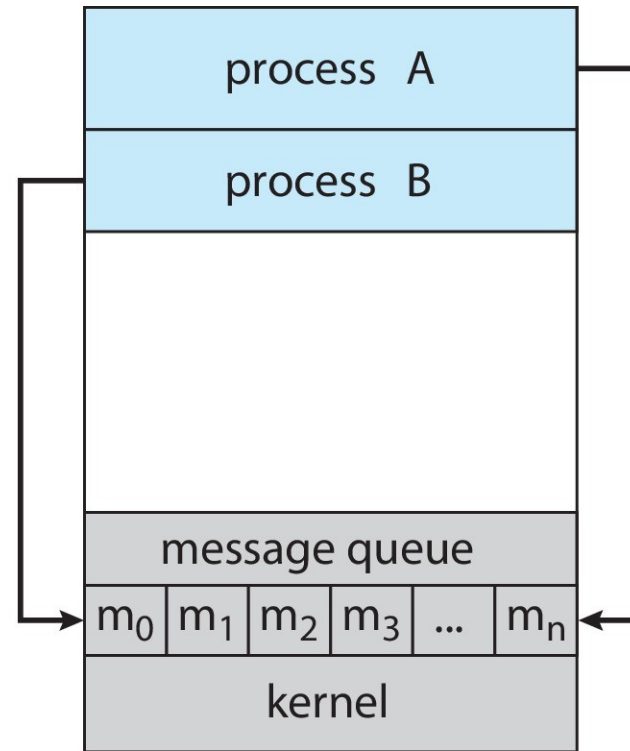 process A
process B
message queue
m₀ m₁ m₂ m₃ ... mₙ
kernel